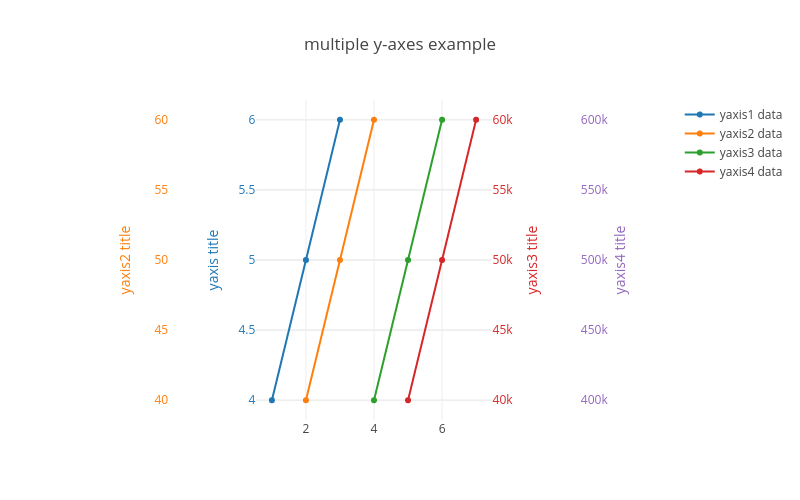 multiple y-axes example
60 6 60k 600k
yaxis1 data
yaxis2 data
yaxis3 data
yaxis4 data
55 5.5 55k 550k
yaxis2 title
yaxis title
yaxis3 title
yaxis4 title
50 5 50k 500k
45 4.5 45k 450k
40 4 40k 400k
2 4 6